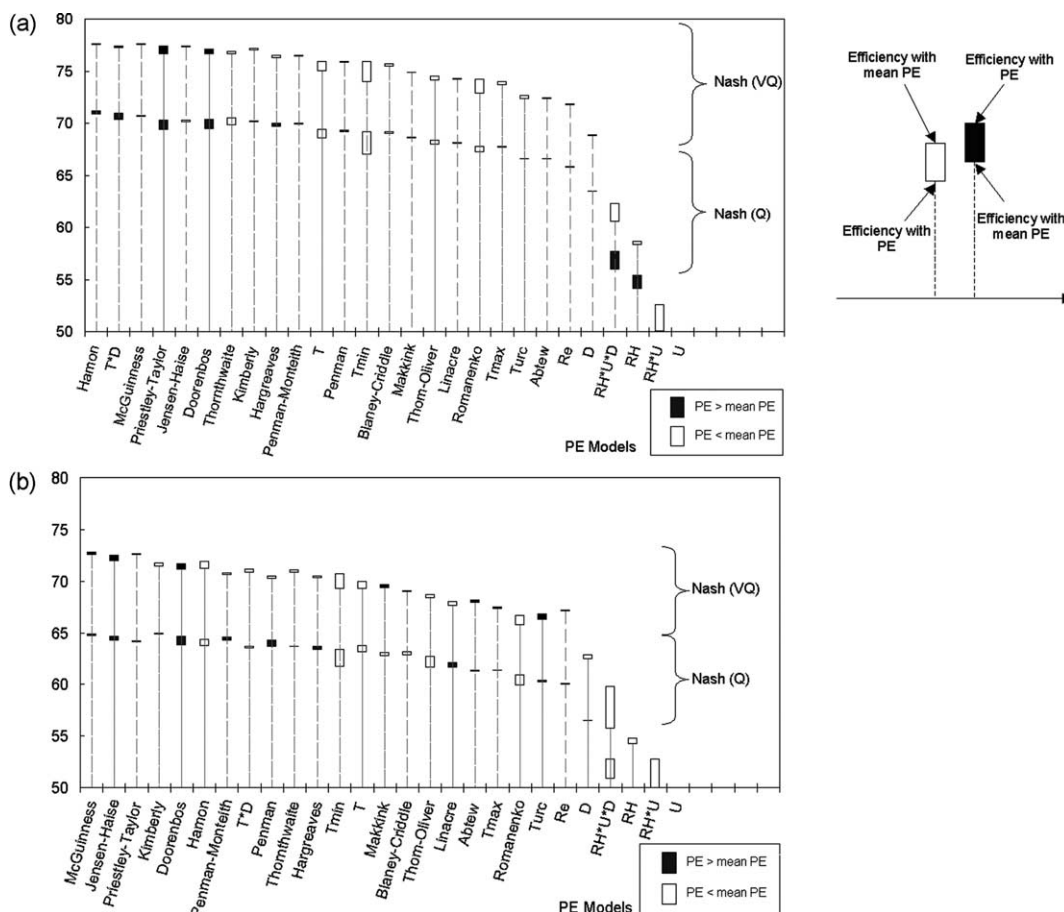 (a)
80
75
70
65
60
55
50
Nash (VQ)
Nash (Q)
Hamon
T*D
McGuinness
Priestley-Taylor
Jensen-Haise
Doorenbos
Thornthwaite
Kimberly
Hargreaves
Penman-Monteith
T
Penman
Tmin
Blaney-Criddle
Makkink
Thom-Oliver
Linacre
Romanenko
Tmax
Turc
Abtew
Re
D
RH*U*D
RH
RH*U
U
PE Models
PE > mean PE
PE < mean PE
Efficiency with
mean PE
Efficiency with
PE
Efficiency with
PE
Efficiency with
mean PE
(b)
80
75
70
65
60
55
50
Nash (VQ)
Nash (Q)
McGuinness
Jensen-Haise
Priestley-Taylor
Kimberly
Doorenbos
Hamon
Penman-Monteith
T*D
Penman
Thornthwaite
Hargreaves
Tmin
T
Makkink
Blaney-Criddle
Thom-Oliver
Linacre
Abtew
Tmax
Romanenko
Turc
Re
D
RH*U*D
RH
RH*U
U
PE Models
PE > mean PE
PE < mean PE